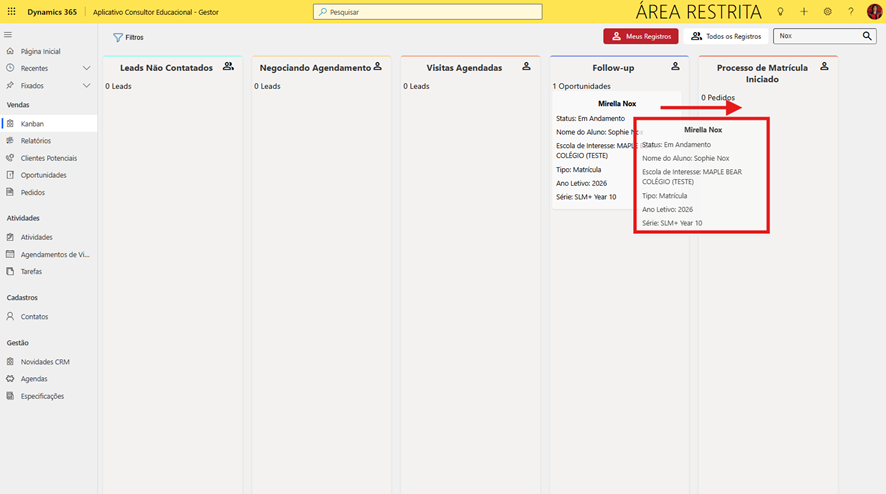 Dynamics 365
Aplicativo Consultor Educacional - Gestor
Pesquisar
ÁREA RESTRITA
Página Inicial
Recentes
Fixados
Vendas
Kanban
Relatórios
Clientes Potenciais
Oportunidades
Pedidos
Atividades
Atividades
Agendamentos de Vi...
Tarefas
Cadastros
Contatos
Gestão
Novidades CRM
Agendas
Especificações
Filtros
Meus Registros
Todos os Registros
Nox
Leads Não Contatados
0 Leads
Negociando Agendamento
0 Leads
Visitas Agendadas
0 Leads
Follow-up
1 Oportunidades
Mirella Nox
Status: Em Andamento
Nome do Aluno: Sophie Nox
Escola de Interesse: MAPLE
COLÉGIO (TESTE)
Tipo: Matrícula
Ano Letivo: 2026
Série: SLM+ Year 10
Processo de Matrícula
Iniciado
0 Pedidos
Mirella Nox
Status: Em Andamento
Nome do Aluno: Sophie Nox
Escola de Interesse: MAPLE BEAR
COLÉGIO (TESTE)
Tipo: Matrícula
Ano Letivo: 2026
Série: SLM+ Year 10